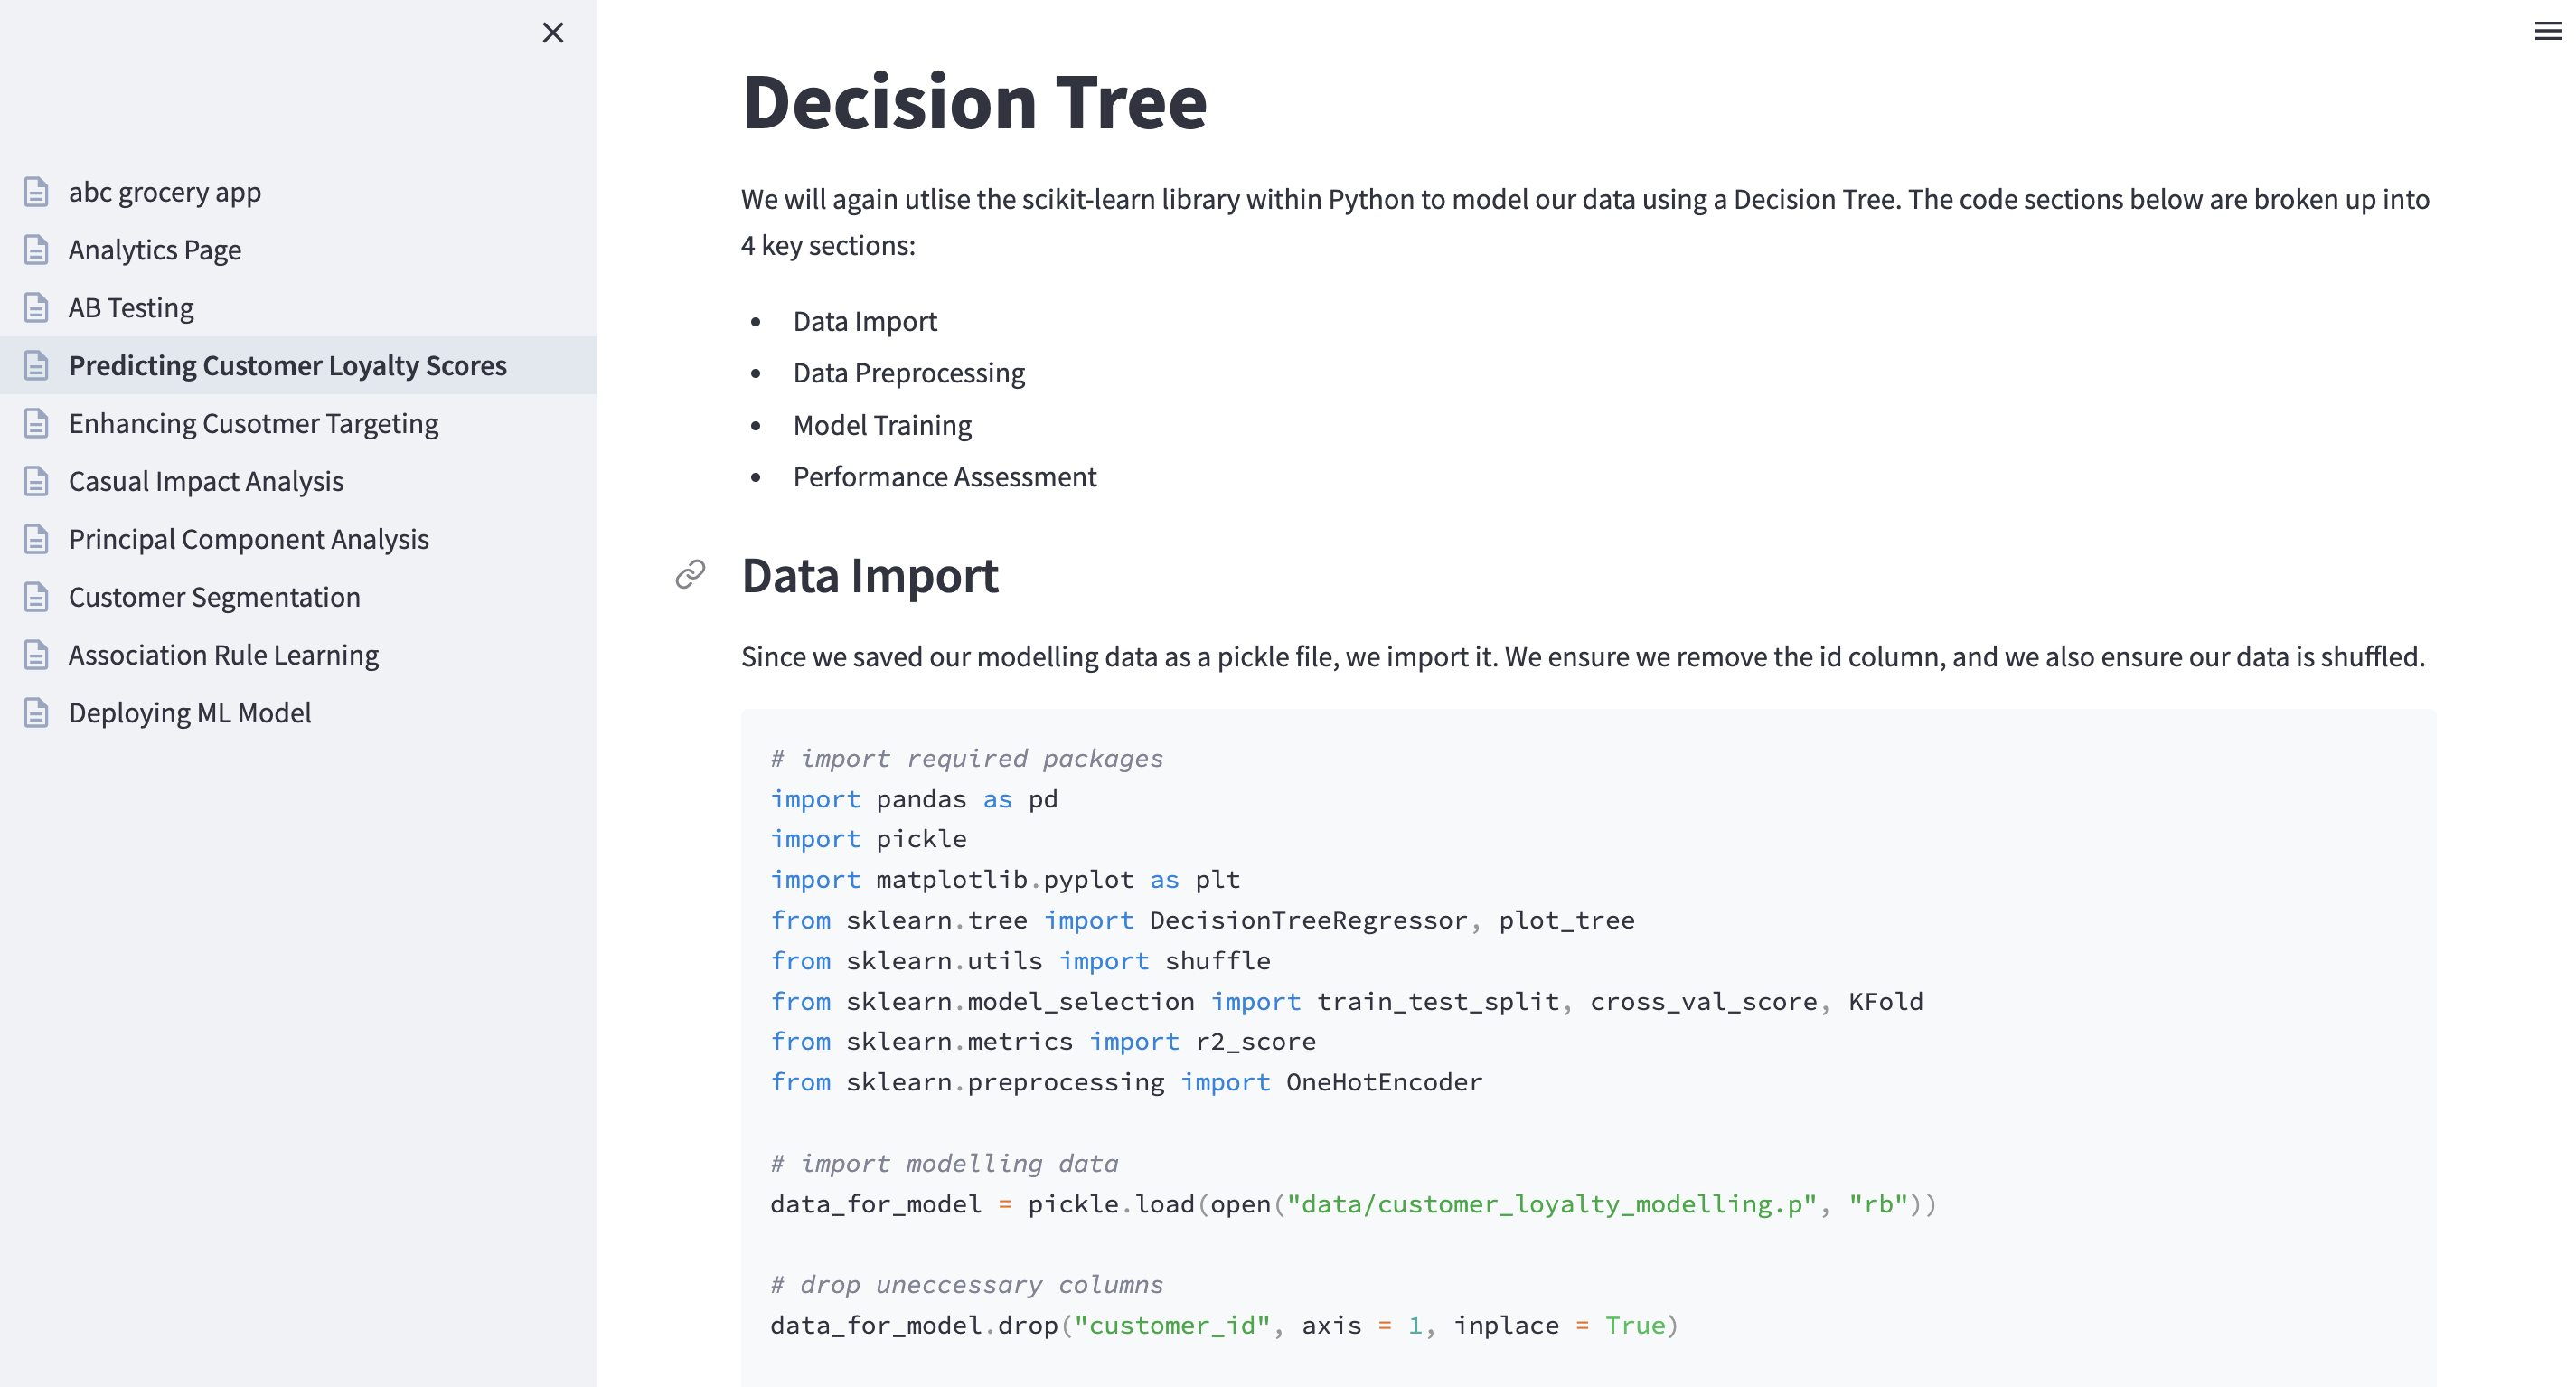 abc grocery app
Analytics Page
AB Testing
Predicting Customer Loyalty Scores
Enhancing Cusotmer Targeting
Casual Impact Analysis
Principal Component Analysis
Customer Segmentation
Association Rule Learning
Deploying ML Model
Decision Tree
We will again utlise the scikit-learn library within Python to model our data using a Decision Tree. The code sections below are broken up into
4 key sections:
• Data Import
• Data Preprocessing
• Model Training
• Performance Assessment
Data Import
Since we saved our modelling data as a pickle file, we import it. We ensure we remove the id column, and we also ensure our data is shuffled.
# import required packages
import pandas as pd
import pickle
import matplotlib.pyplot as plt
from sklearn.tree import DecisionTreeRegressor, plot_tree
from sklearn.utils import shuffle
from sklearn.model_selection import train_test_split, cross_val_score, KFold
from sklearn.metrics import r2_score
from sklearn.preprocessing import OneHotEncoder
# import modelling data
data_for_model = pickle.load(open("data/customer_loyalty_modelling.p", "rb"))
# drop uneccessary columns
data_for_model.drop("customer_id", axis = 1, inplace = True)